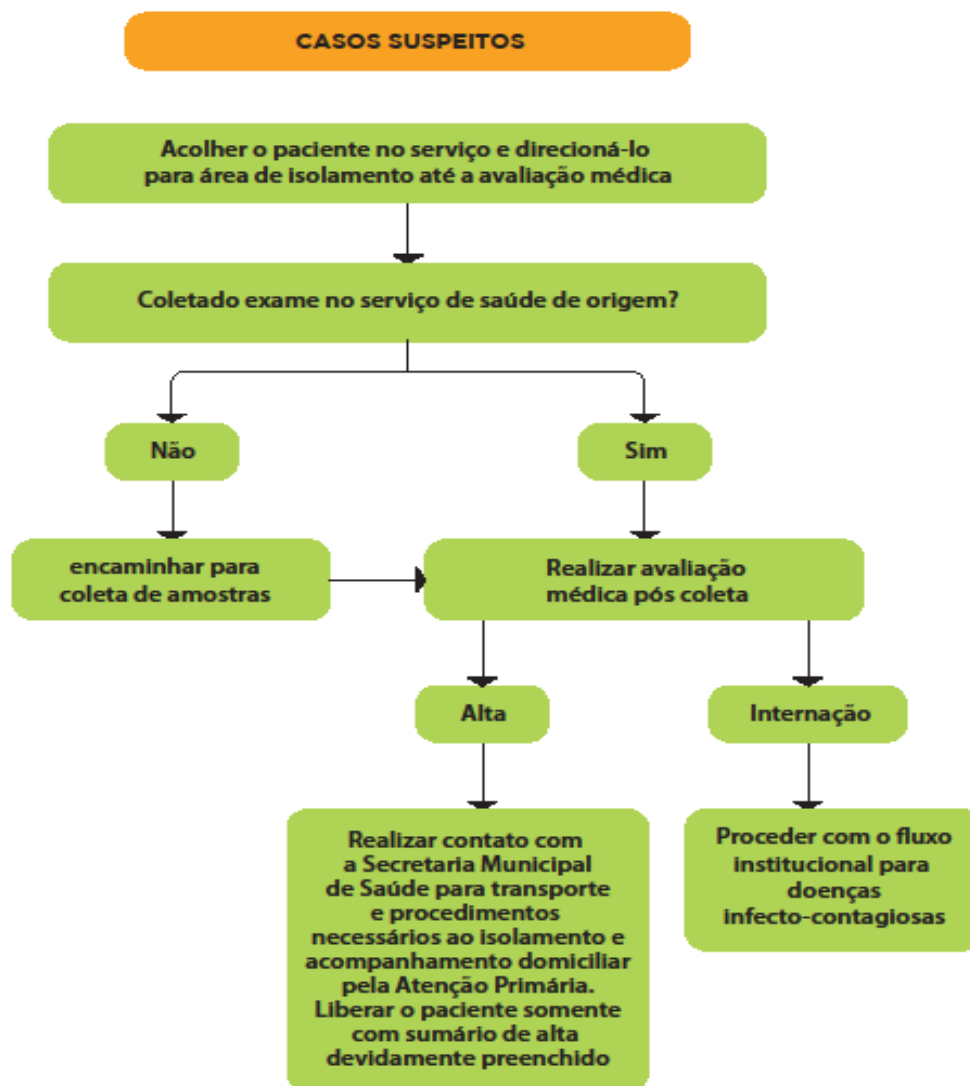 CASOS SUSPEITOS
Acolher o paciente no serviço e direcioná-lo
para área de isolamento até a avaliação médica
Coletado exame no serviço de saúde de origem?
Não
Sim
encaminhar para
coleta de amostras
Realizar avaliação
médica pós coleta
Alta
Internação
Realizar contato com
a Secretaria Municipal
de Saúde para transporte
e procedimentos
necessários ao isolamento e
acompanhamento domiciliar
pela Atenção Primária.
Liberar o paciente somente
com sumário de alta
devidamente preenchido
Proceder com o fluxo
institucional para
doenças
infecto-contagiosas